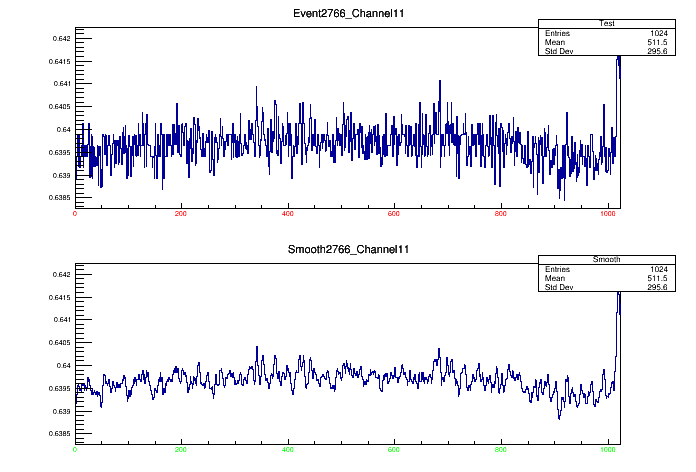 Event2766_Channel11
Test
Entries 1024
Mean 511.5
Std Dev 295.6
0.642
0.6415
0.641
0.6405
0.64
0.6395
0.639
0.6385
0 200 400 600 800 1000
Smooth2766_Channel11
Smooth
Entries 1024
Mean 511.5
Std Dev 295.6
0.642
0.6415
0.641
0.6405
0.64
0.6395
0.639
0.6385
0 200 400 600 800 1000